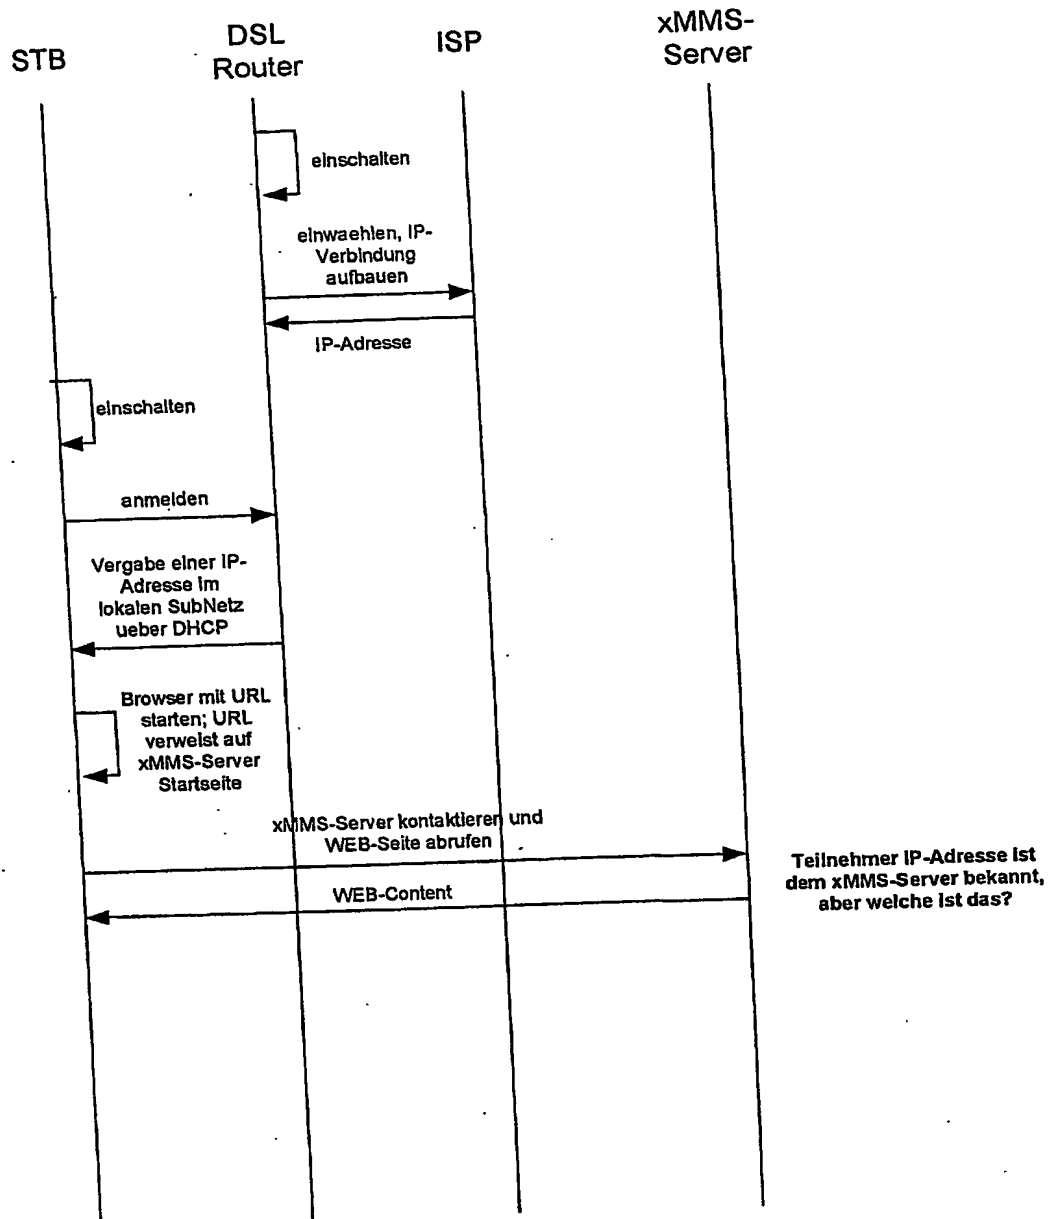 STB
DSL
Router
ISP
xMMS-
Server
einschalten
einwaehlen, IP-
Verbindung
aufbauen
IP-Adresse
einschalten
anmelden
Vergabe einer IP-
Adresse im
lokalen SubNetz
ueber DHCP
Browser mit URL
starten; URL
verweist auf
xMMS-Server
Startseite
xMMS-Server kontaktieren und
WEB-Seite abrufen
WEB-Content
Teilnehmer IP-Adresse ist
dem xMMS-Server bekannt,
aber welche ist das?